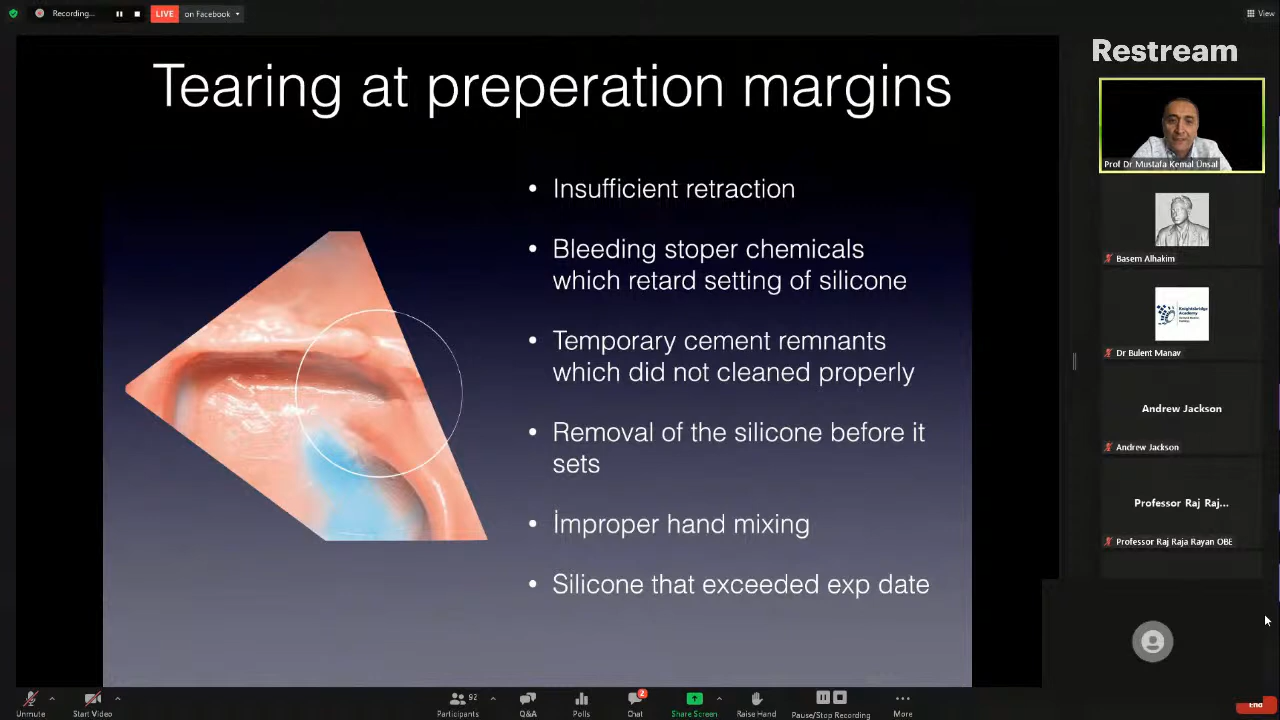 Recording...
LIVE on Facebook
View
Restream
Tearing at preperation margins
• Insufficient retraction
• Bleeding stoper chemicals
which retard setting of silicone
• Temporary cement remnants
which did not cleaned properly
• Removal of the silicone before it
sets
• İmproper hand mixing
• Silicone that exceeded exp date
Prof Dr Mustafa Kemal Ünsal
Basem Alhakim
Knightsbridge
Academy
Dr Bulent Manav
Andrew Jackson
Andrew Jackson
Professor Raj Raj...
Professor Raj Raja Rayan OBE
Unmute
Start Video
92
Participants
Q&A
Polls
2
Chat
Share Screen
Raise Hand
Pause/Stop Recording
More
End